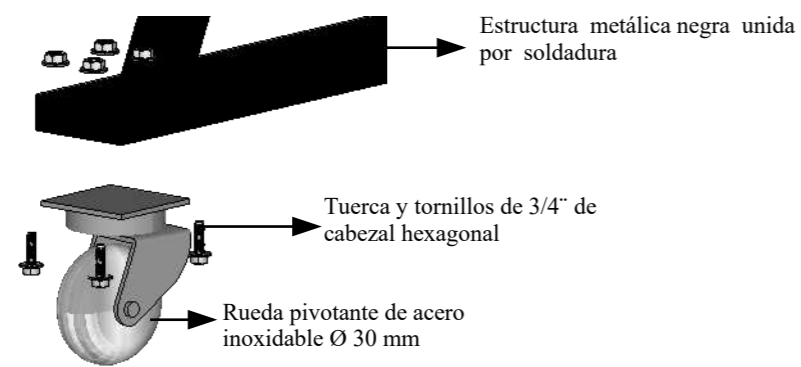 Estructura metálica negra unida
por soldadura
Tuerca y tornillos de 3/4¨ de
cabezal hexagonal
Rueda pivotante de acero
inoxidable Ø 30 mm